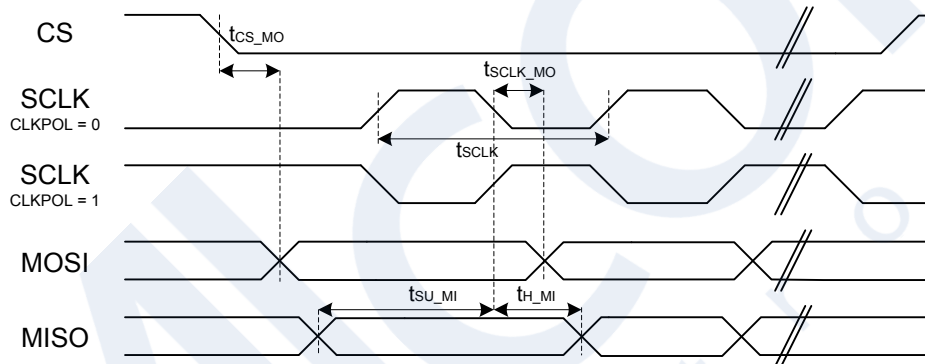 CS
tCS_MO
tSCLK_MO
SCLK
CLKPOL = 0
tSCLK
SCLK
CLKPOL = 1
MOSI
tSU_MI
tH_MI
MISO